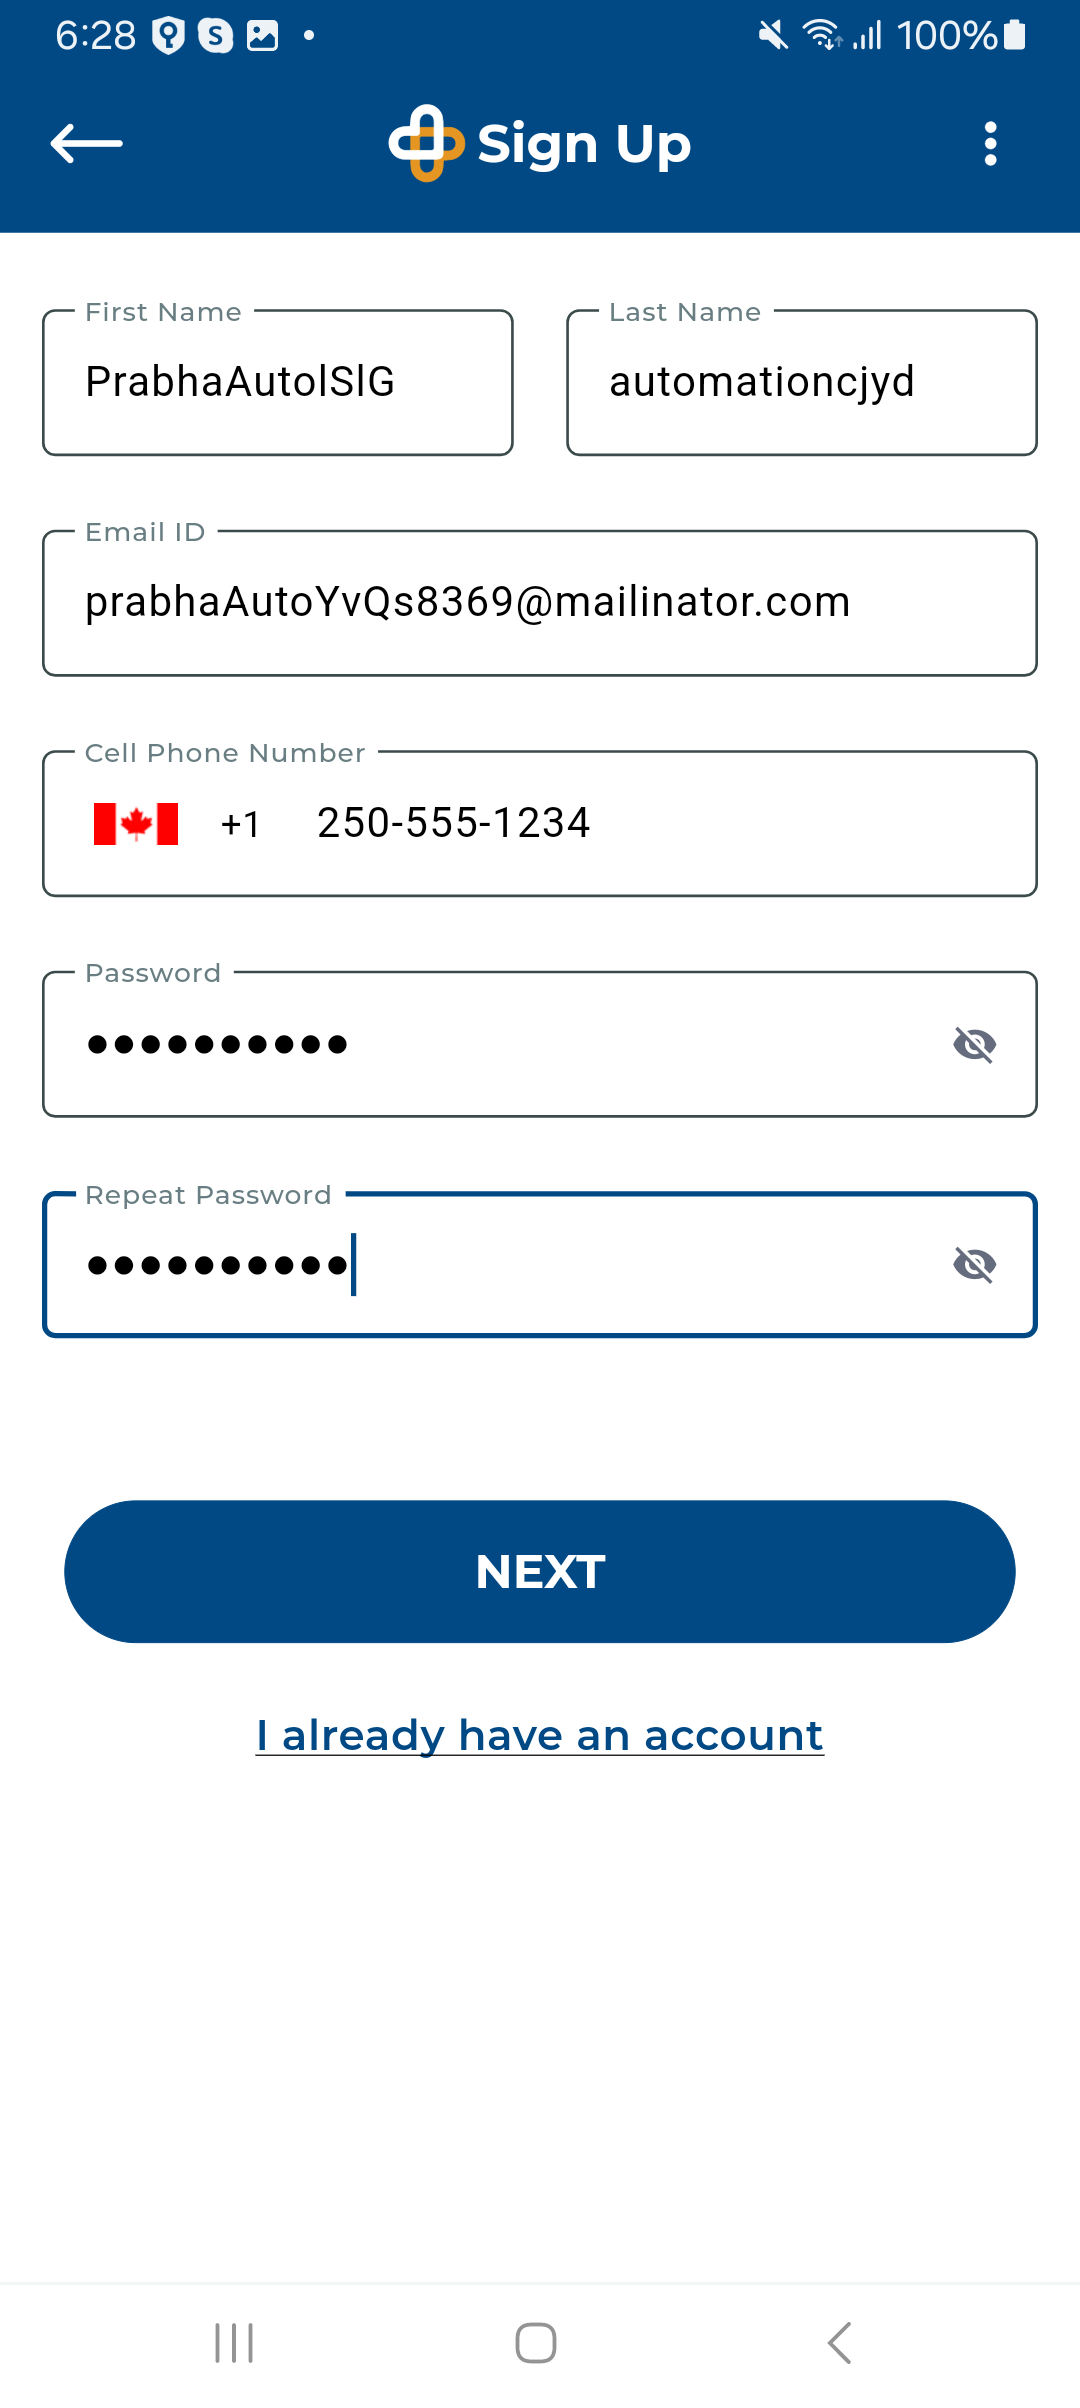 6:28 S 100%
Sign Up
First Name Last Name
PrabhaAutolSlG automationcjyd
Email ID
prabhaAutoYvQs8369@mailinator.com
Cell Phone Number
+1 250-555-1234
Password
••••••••••
Repeat Password
••••••••••
NEXT
I already have an account